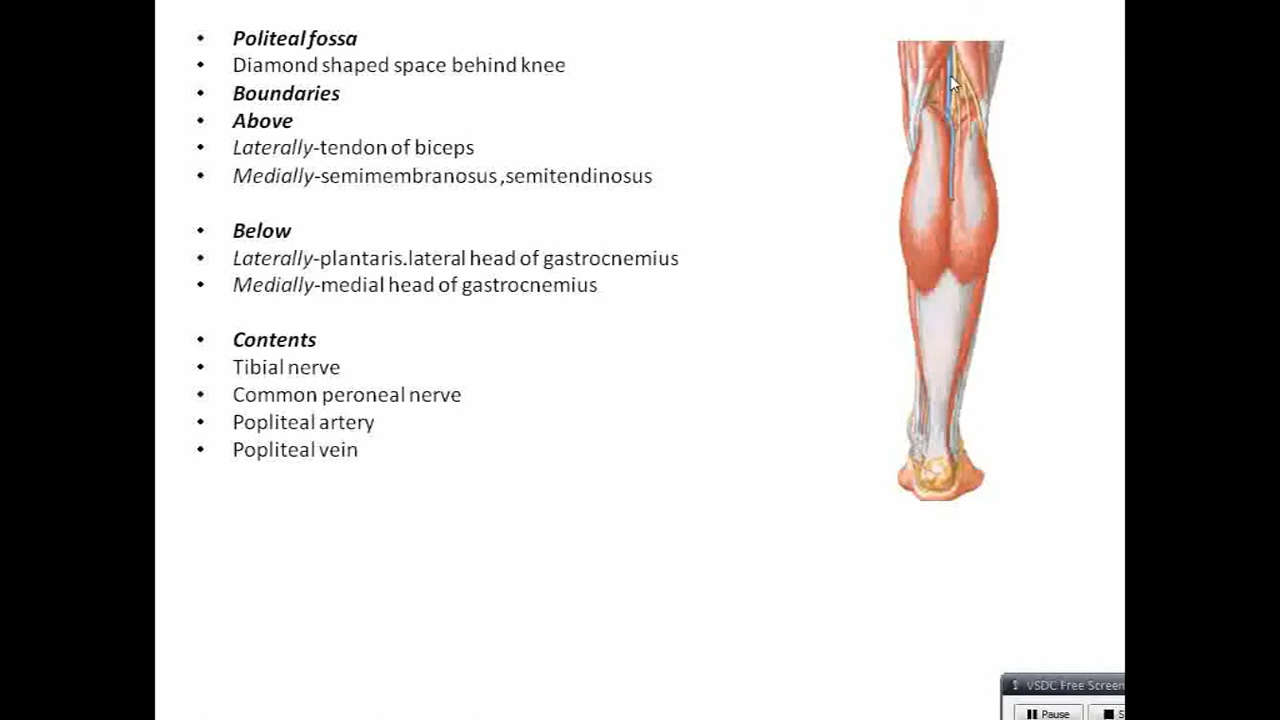 • Politeal fossa
• Diamond shaped space behind knee
• Boundaries
• Above
• Laterally-tendon of biceps
• Medially-semimembranosus ,semitendinosus
• Below
• Laterally-plantaris.lateral head of gastrocnemius
• Medially-medial head of gastrocnemius
• Contents
• Tibial nerve
• Common peroneal nerve
• Popliteal artery
• Popliteal vein
VSDC Free Screen
Pause S